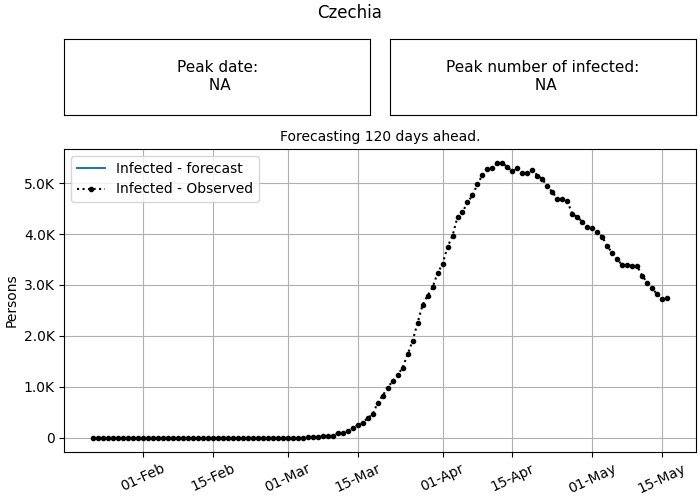 Czechia
Peak date:
NA
Peak number of infected:
NA
Forecasting 120 days ahead.
Infected - forecast
Infected - Observed
5.0K
4.0K
3.0K
2.0K
1.0K
0
Persons
01-Feb
15-Feb
01-Mar
15-Mar
01-Apr
15-Apr
01-May
15-May